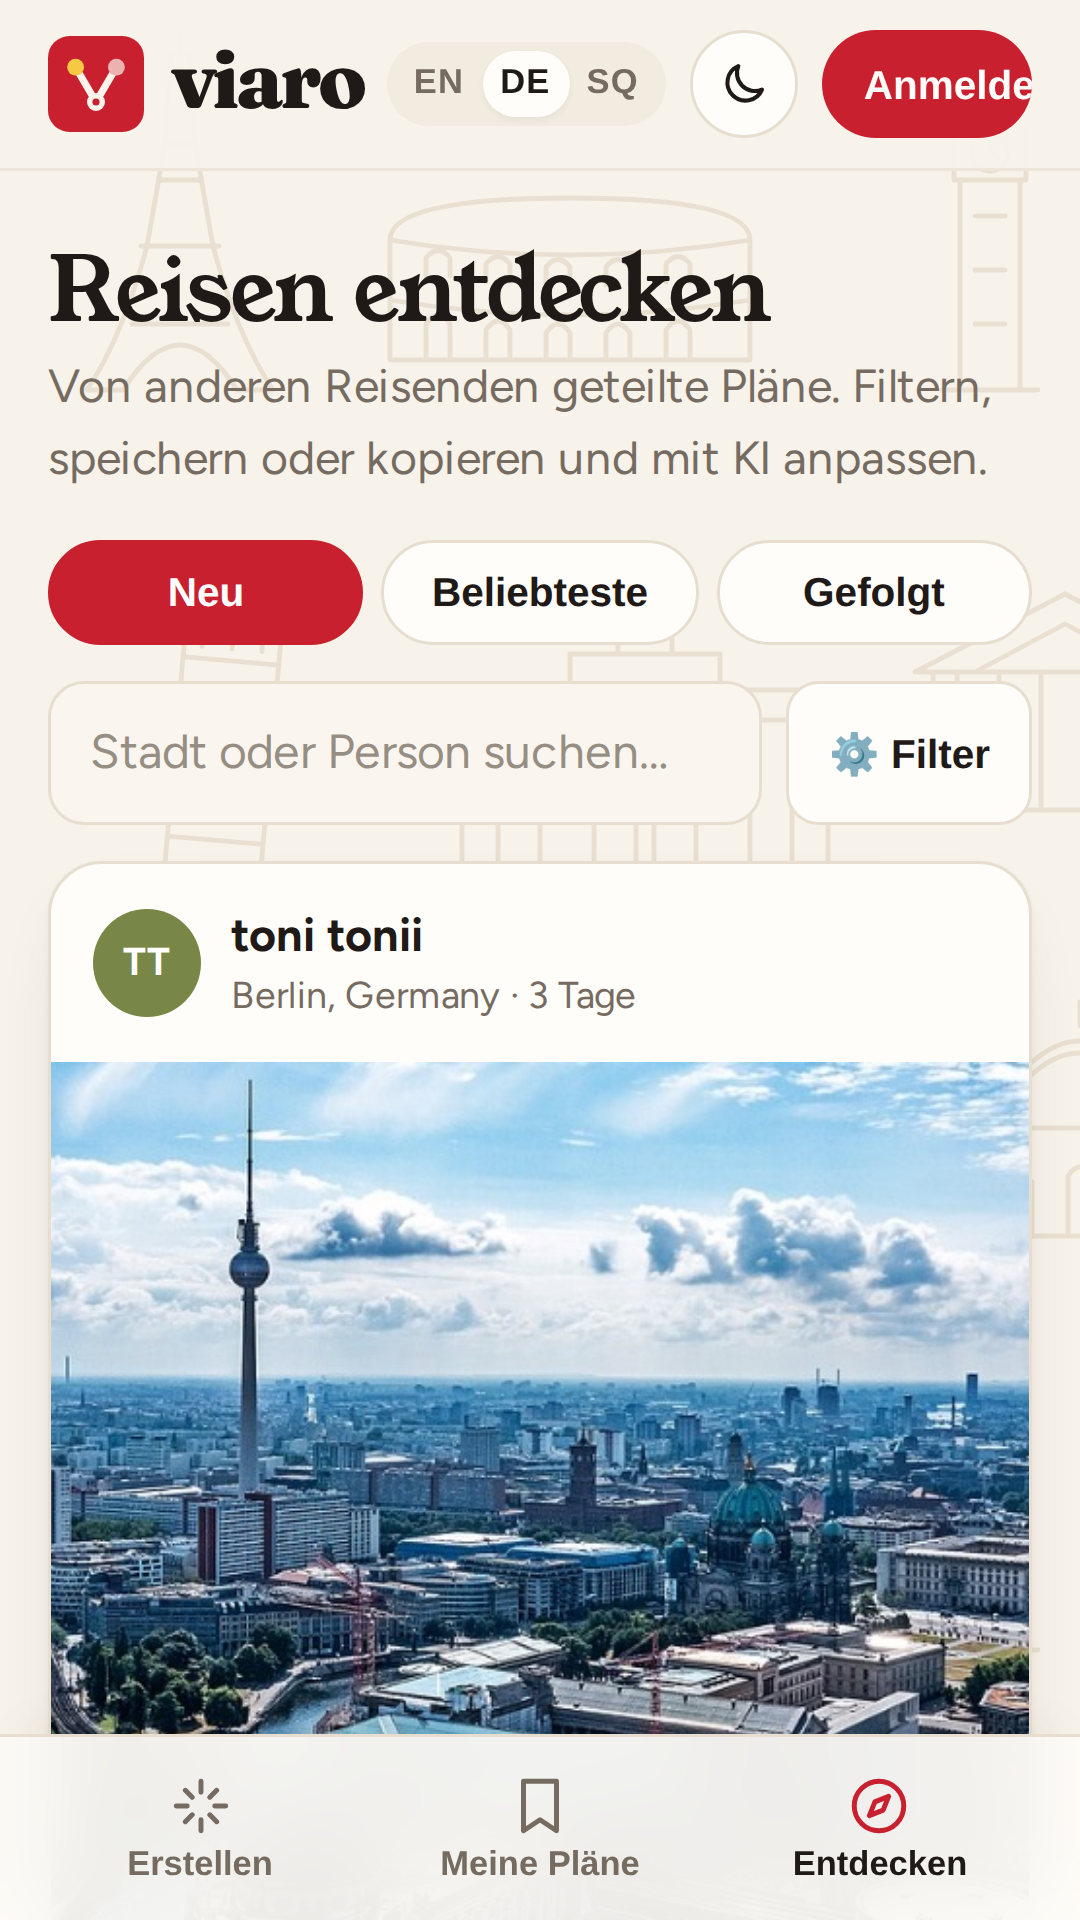 viaro
EN DE SQ
Anmelde
Reisen entdecken
Von anderen Reisenden geteilte Pläne. Filtern,
speichern oder kopieren und mit KI anpassen.
Neu
Beliebteste
Gefolgt
Stadt oder Person suchen...
⚙️ Filter
TT
toni tonii
Berlin, Germany · 3 Tage
Erstellen
Meine Pläne
Entdecken